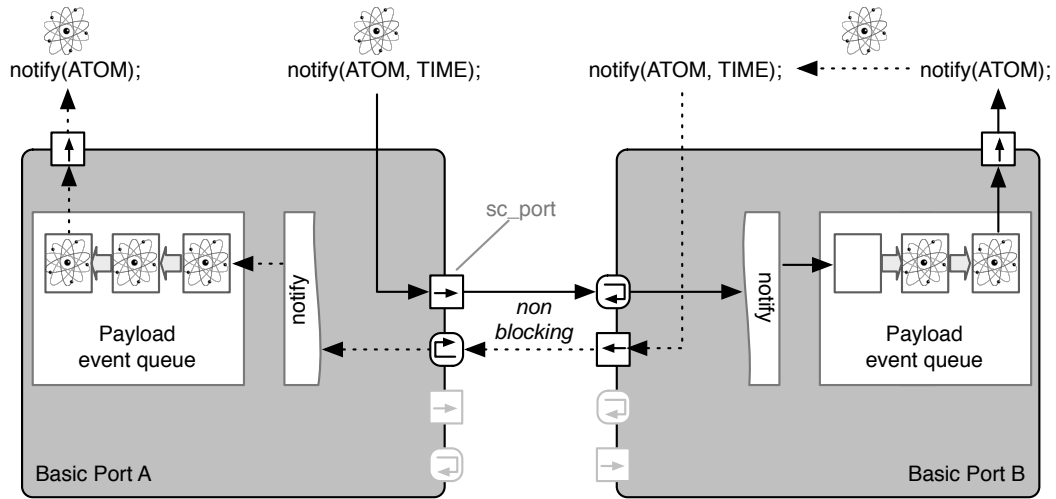 notify(ATOM);
notify(ATOM, TIME);
notify(ATOM, TIME);
notify(ATOM);
sc_port
notify
Payload
event queue
non
blocking
notify
Payload
event queue
Basic Port A
Basic Port B